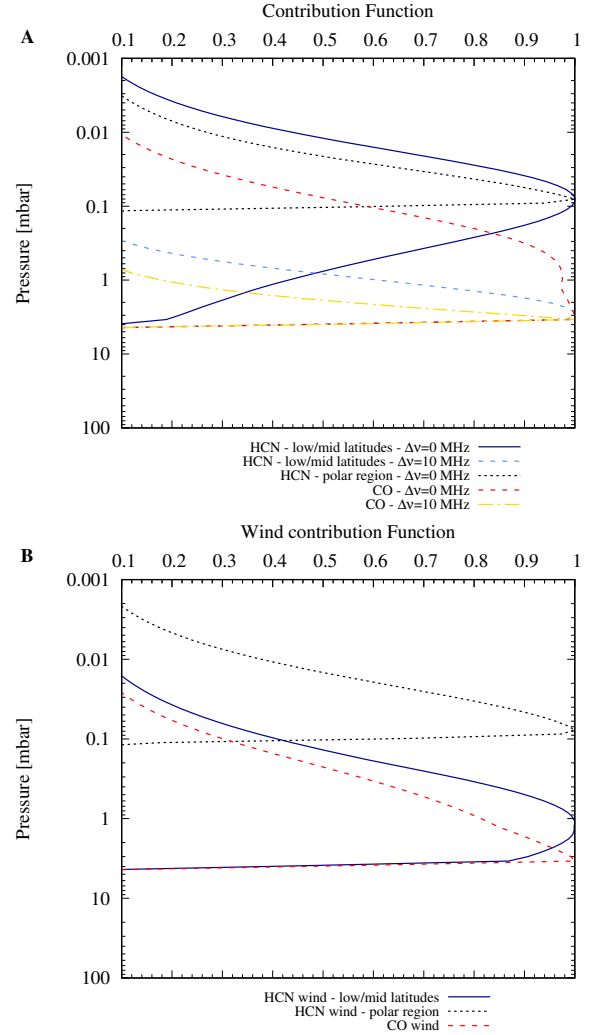 Contribution Function
A
0.1 0.2 0.3 0.4 0.5 0.6 0.7 0.8 0.9 1
0.001
0.01
0.1
1
10
100
Pressure [mbar]
HCN - low/mid latitudes - Δν=0 MHz
HCN - low/mid latitudes - Δν=10 MHz
HCN - polar region - Δν=0 MHz
CO - Δν=0 MHz
CO - Δν=10 MHz
Wind contribution Function
B
0.1 0.2 0.3 0.4 0.5 0.6 0.7 0.8 0.9 1
0.001
0.01
0.1
1
10
100
Pressure [mbar]
HCN wind - low/mid latitudes
HCN wind - polar region
CO wind